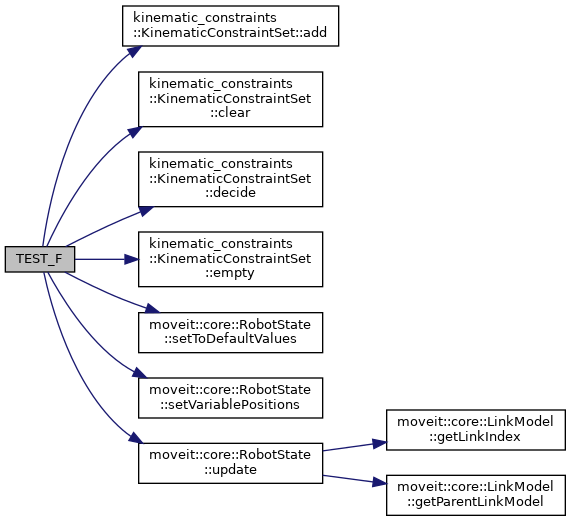 TEST_F
kinematic_constraints
::KinematicConstraintSet::add
kinematic_constraints
::KinematicConstraintSet
::clear
kinematic_constraints
::KinematicConstraintSet
::decide
kinematic_constraints
::KinematicConstraintSet
::empty
moveit::core::RobotState
::setToDefaultValues
moveit::core::RobotState
::setVariablePositions
moveit::core::RobotState
::update
moveit::core::LinkModel
::getLinkIndex
moveit::core::LinkModel
::getParentLinkModel